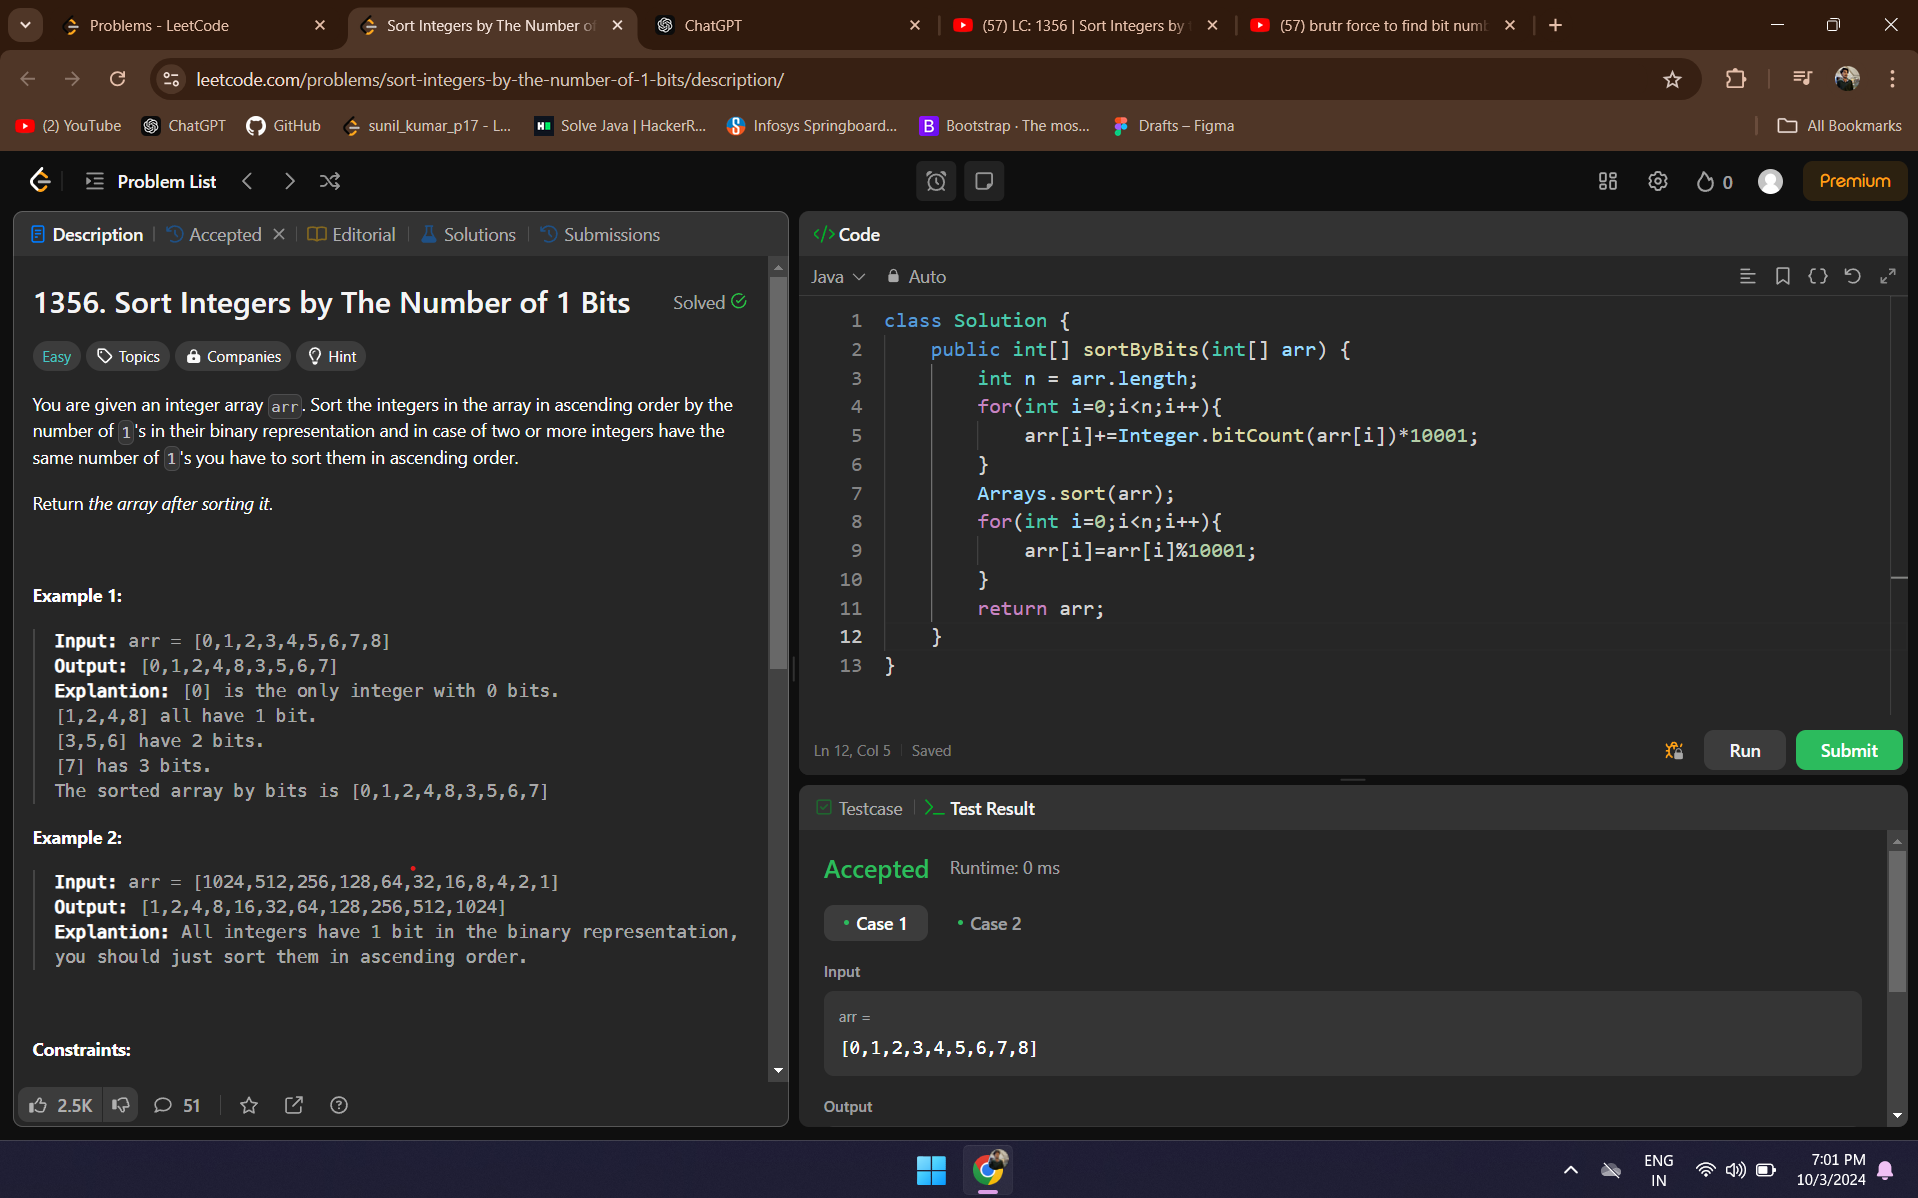 Problems - LeetCode
Sort Integers by The Number of
ChatGPT
(57) LC: 1356 | Sort Integers by
(57) brutr force to find bit num
leetcode.com/problems/sort-integers-by-the-number-of-1-bits/description/
(2) YouTube
ChatGPT
GitHub
sunil_kumar_p17 - L...
Solve Java | HackerR...
Infosys Springboard...
Bootstrap · The mos...
Drafts – Figma
All Bookmarks
Problem List
0
Premium
Description
Accepted
Editorial
Solutions
Submissions
1356. Sort Integers by The Number of 1 Bits
Solved
Easy
Topics
Companies
Hint
You are given an integer array arr. Sort the integers in the array in ascending order by the
number of 1's in their binary representation and in case of two or more integers have the
same number of 1's you have to sort them in ascending order.
Return the array after sorting it.
Example 1:
Input: arr = [0,1,2,3,4,5,6,7,8]
Output: [0,1,2,4,8,3,5,6,7]
Explantion: [0] is the only integer with 0 bits.
[1,2,4,8] all have 1 bit.
[3,5,6] have 2 bits.
[7] has 3 bits.
The sorted array by bits is [0,1,2,4,8,3,5,6,7]
Example 2:
Input: arr = [1024,512,256,128,64,32,16,8,4,2,1]
Output: [1,2,4,8,16,32,64,128,256,512,1024]
Explantion: All integers have 1 bit in the binary representation,
you should just sort them in ascending order.
Constraints:
2.5K
51
Code
Java
Auto
1 class Solution {
2 public int[] sortByBits(int[] arr) {
3 int n = arr.length;
4 for(int i=0;i<n;i++){
5 arr[i]+=Integer.bitCount(arr[i])*10001;
6 }
7 Arrays.sort(arr);
8 for(int i=0;i<n;i++){
9 arr[i]=arr[i]%10001;
10 }
11 return arr;
12 }
13 }
Ln 12, Col 5
Saved
Run
Submit
Testcase
Test Result
Accepted
Runtime: 0 ms
Case 1
Case 2
Input
arr =
[0,1,2,3,4,5,6,7,8]
Output
ENG
IN
7:01 PM
10/3/2024